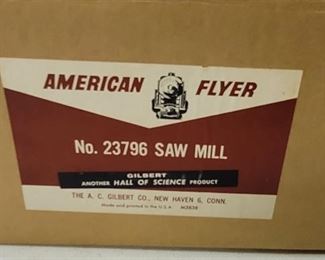 AMERICAN FLYER
No. 23796 SAW MILL
GILBERT
ANOTHER HALL OF SCIENCE PRODUCT
THE A. C. GILBERT CO., NEW HAVEN 6, CONN.
Made and printed in the U.S.A. M3838